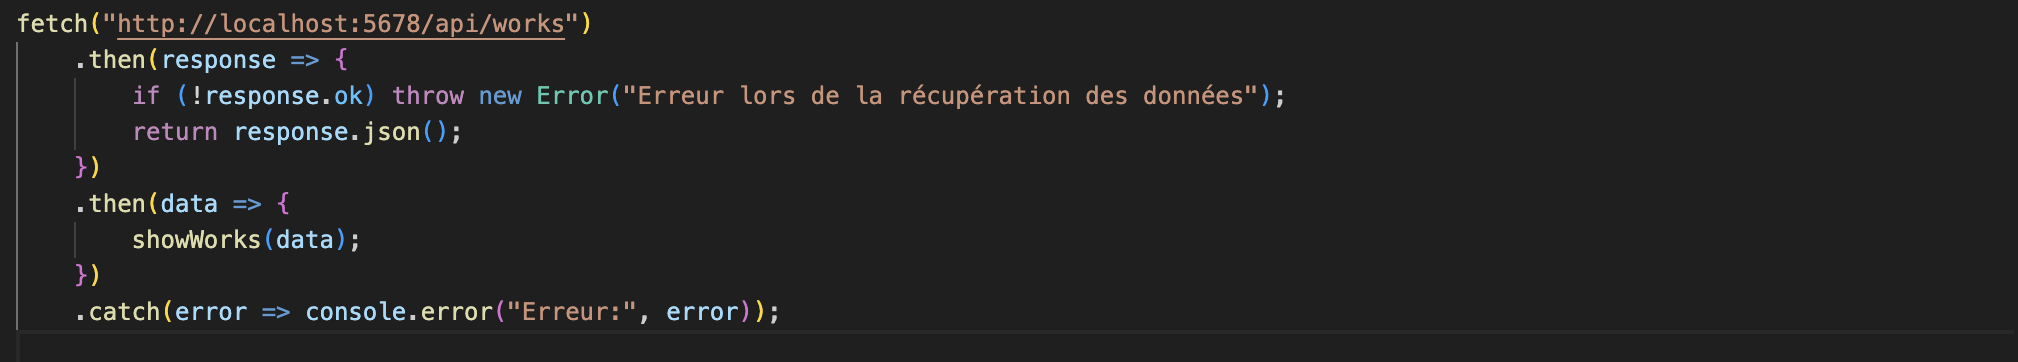 fetch("http://localhost:5678/api/works")
    .then(response => {
        if (!response.ok) throw new Error("Erreur lors de la récupération des données");
        return response.json();
    })
    .then(data => {
        showWorks(data);
    })
    .catch(error => console.error("Erreur:", error));